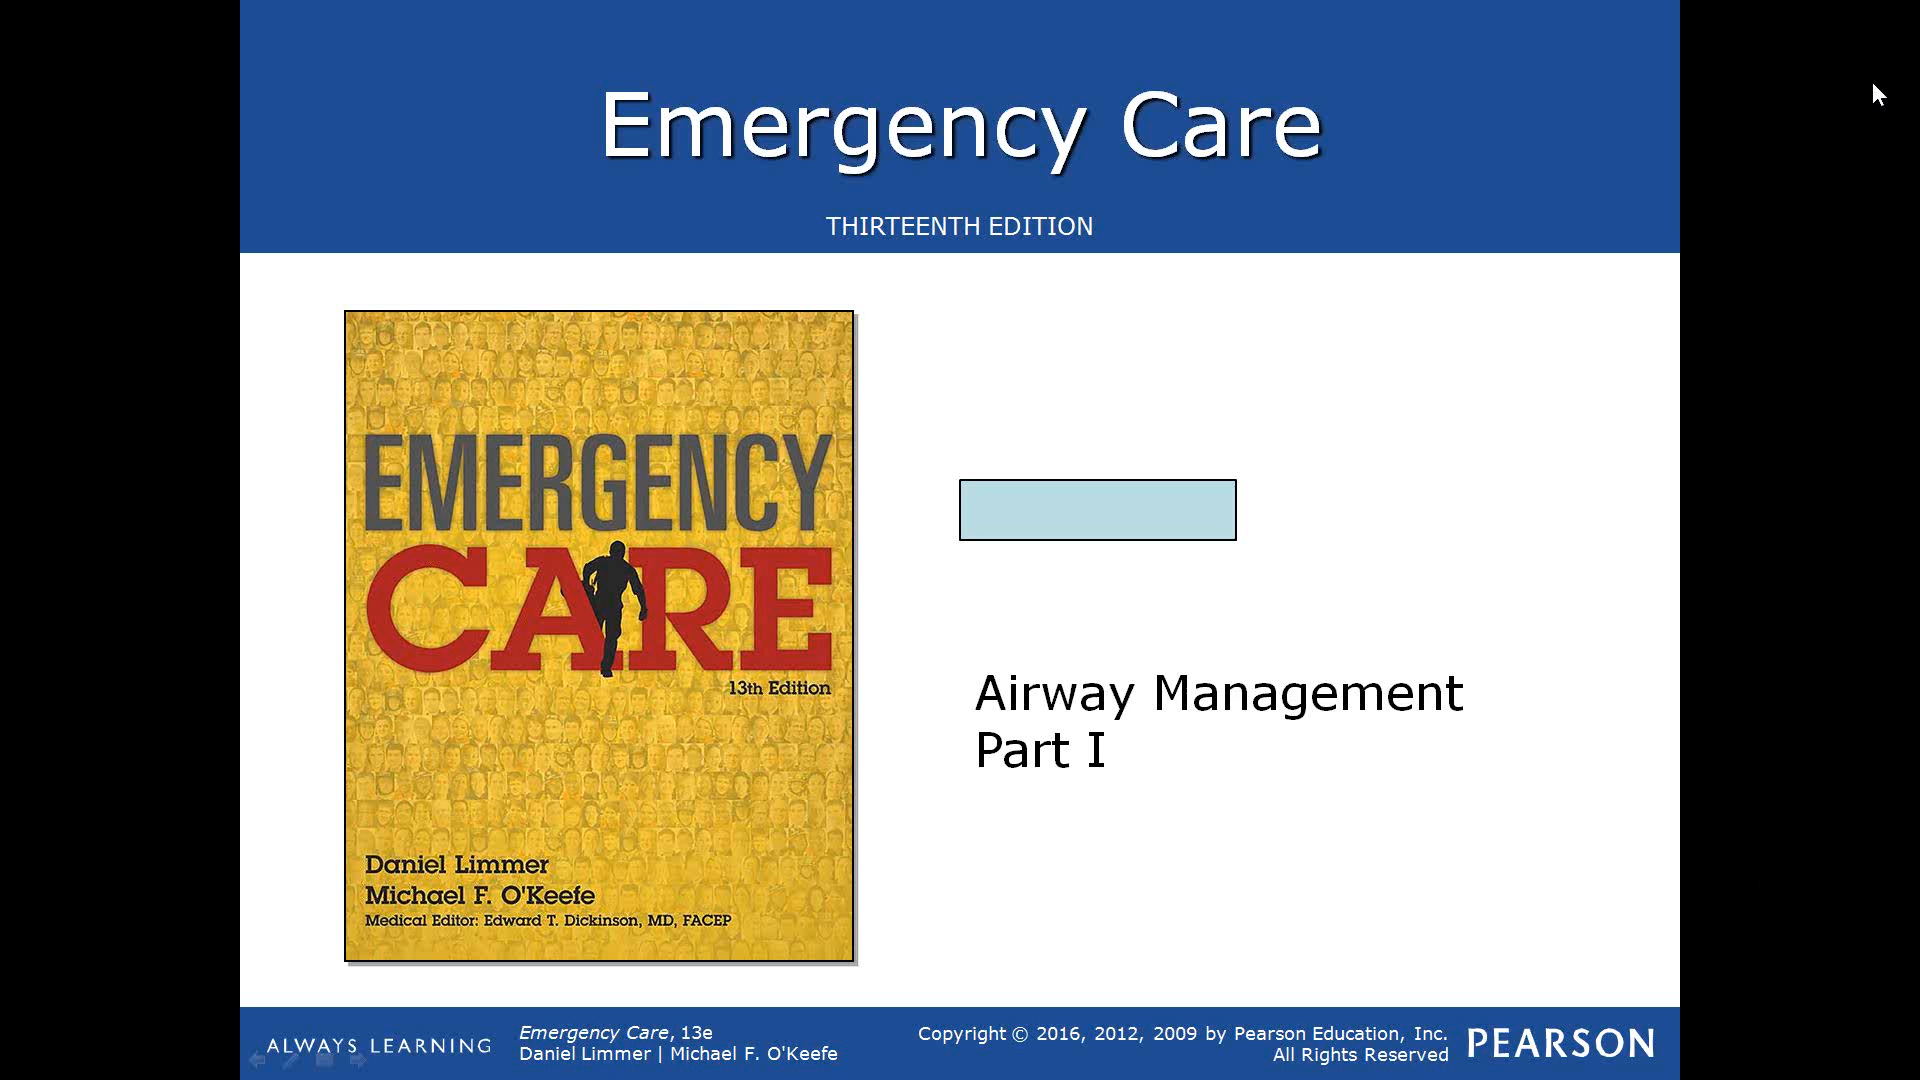 Emergency Care
THIRTEENTH EDITION
EMERGENCY
CARE
13th Edition
Daniel Limmer
Michael F. O'Keefe
Medical Editor: Edward T. Dickinson, MD, FACEP
Airway Management
Part I
ALWAYS LEARNING
Emergency Care, 13e
Daniel Limmer | Michael F. O'Keefe
Copyright © 2016, 2012, 2009 by Pearson Education, Inc.
All Rights Reserved
PEARSON